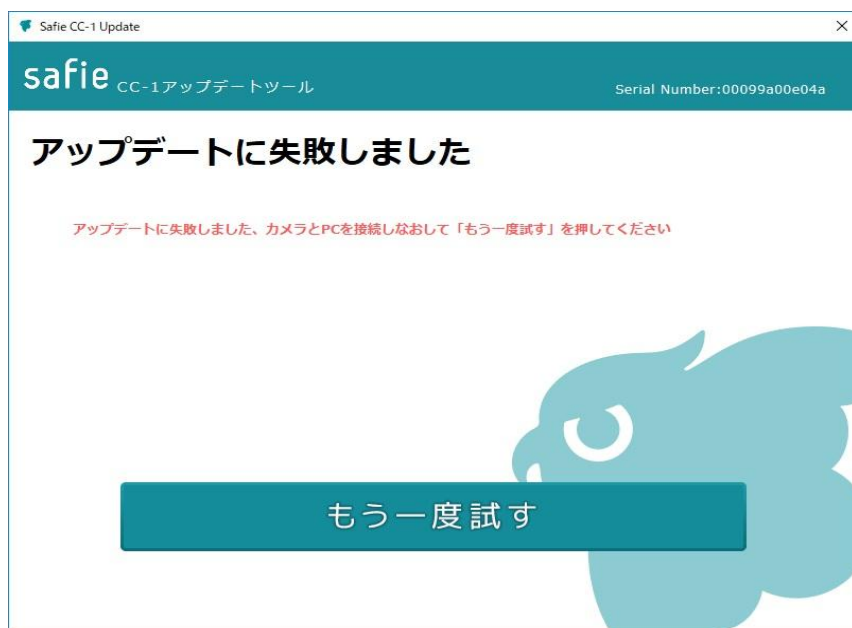 Safie CC-1 Update
safie CC-1アップデートツール
Serial Number:00099a00e04a
アップデートに失敗しました
アップデートに失敗しました、カメラとPCを接続しなおして「もう一度試す」を押してください
もう一度試す